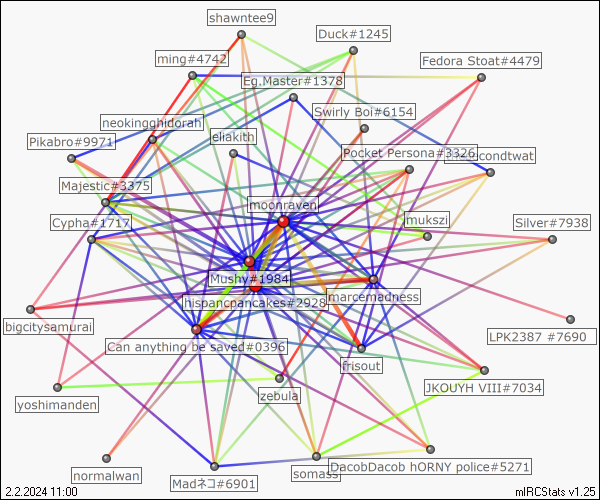 shawntee9
Duck#1245
ming#4742
Fedora Stoat#4479
Eg.Master#1378
Swirly Boi#6154
neokingghidorah
Pikabro#9971
eliakith
Pocket Persona#3326
condtwat
Majestic#3375
moonraven
Cypha#1717
mukszi
Silver#7938
Mushy#1984
marcemadness
hispancpancakes#2928
bigcitysamurai
LPK2387 #7690
Can anything be saved#0396
frisout
JKOUYH VIII#7034
zebula
yoshimanden
DacobDacob hORNY police#5271
somass
normalwan
Madネコ#6901
2.2.2024 11:00
mIRCStats v1.25